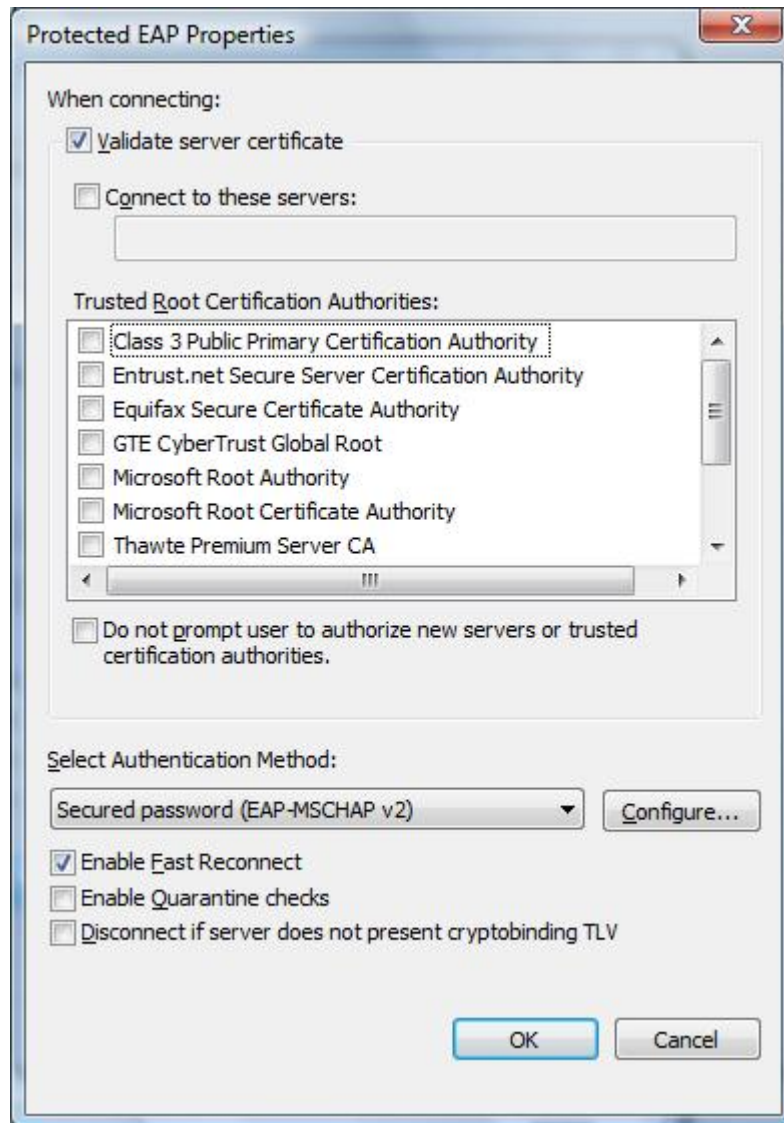 Protected EAP Properties
When connecting:
Validate server certificate
Connect to these servers:
Trusted Root Certification Authorities:
Class 3 Public Primary Certification Authority
Entrust.net Secure Server Certification Authority
Equifax Secure Certificate Authority
GTE CyberTrust Global Root
Microsoft Root Authority
Microsoft Root Certificate Authority
Thawte Premium Server CA
Do not prompt user to authorize new servers or trusted
certification authorities.
Select Authentication Method:
Secured password (EAP-MSCHAP v2)
Configure...
Enable Fast Reconnect
Enable Quarantine checks
Disconnect if server does not present cryptobinding TLV
OK
Cancel